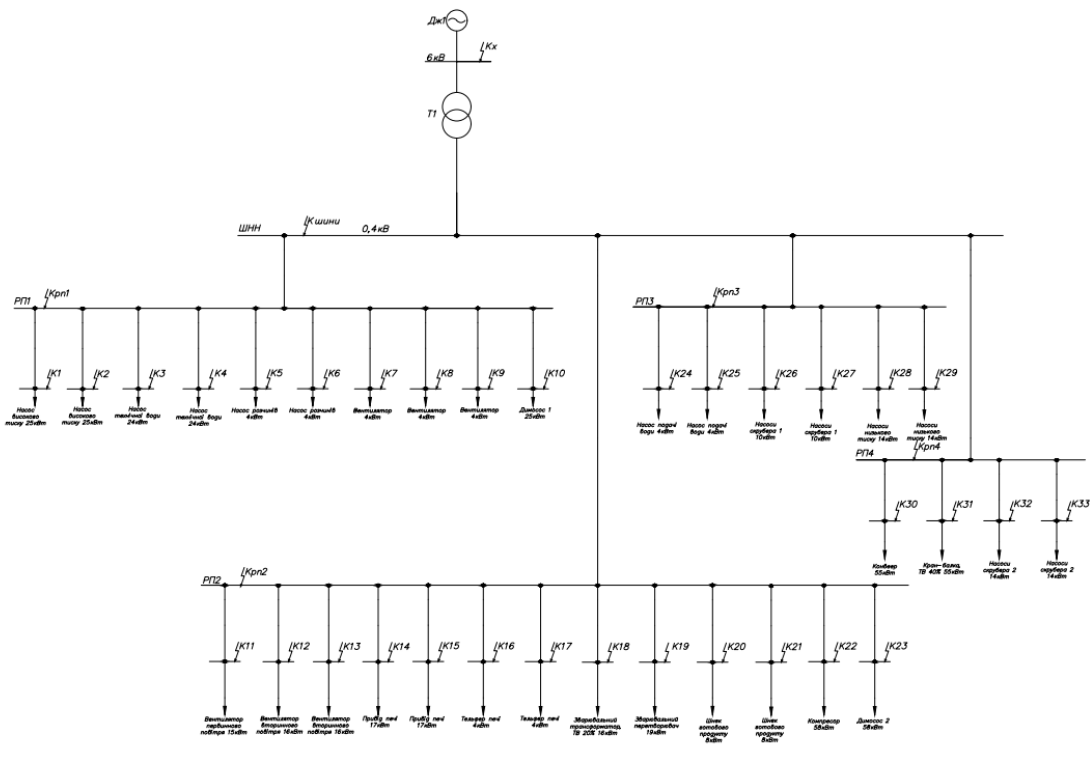 Дж1
Кх
6кВ
Т1
Кшини
ШНН
0,4кВ
Крп1
РП1
К1
К2
К3
К4
К5
К6
К7
К8
К9
К10
Насос
високого
тиску 25кВт
Насос
високого
тиску 25кВт
Насос
технічної води
24кВт
Насос
технічної води
24кВт
Насос розчинів
4кВт
Насос розчинів
4кВт
Вентилятор
4кВт
Вентилятор
4кВт
Вентилятор
4кВт
Димосос 1
25кВт
Крп3
РП3
К24
К25
К26
К27
К28
К29
Насос подачі
води 4кВт
Насос подачі
води 4кВт
Насоси
скрубера 1
10кВт
Насоси
скрубера 1
10кВт
Насоси
низького
тиску 14кВт
Насоси
низького
тиску 14кВт
Крп4
РП4
К30
К31
К32
К33
Конвеєр
55кВт
Кран-балка,
ТВ 40% 55кВт
Насоси
скрубера 2
14кВт
Насоси
скрубера 2
14кВт
Крп2
РП2
К11
К12
К13
К14
К15
К16
К17
К18
К19
К20
К21
К22
К23
Вентилятор
первинного
повітря 15кВт
Вентилятор
вторинного
повітря 16кВт
Вентилятор
вторинного
повітря 16кВт
Привід печі
17кВт
Привід печі
17кВт
Тельфер печі
4кВт
Тельфер печі
4кВт
Зварювальний
трансформатор,
ТВ 20% 16кВт
Зварювальний
перетворювач
19кВт
Шнек
готового
продукту
8кВт
Шнек
готового
продукту
8кВт
Компресор
58кВт
Димосос 2
58кВт